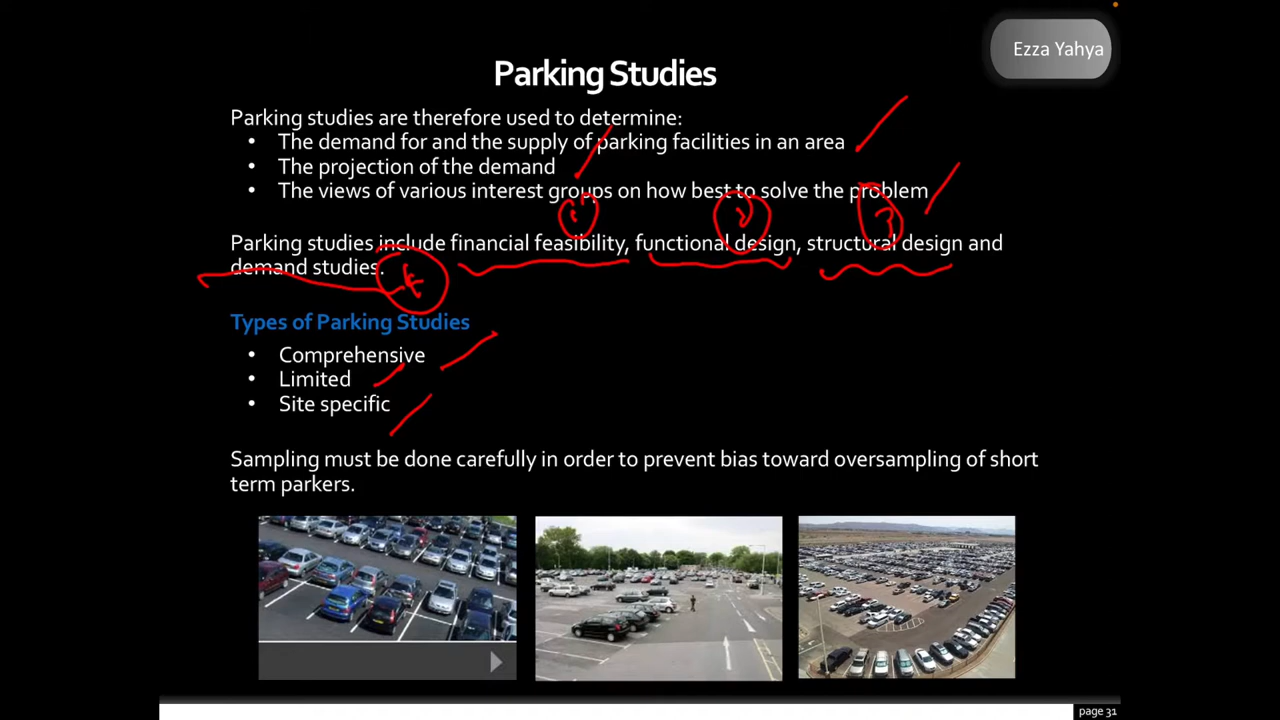 Ezza Yahya
Parking Studies
Parking studies are therefore used to determine:
• The demand for and the supply of parking facilities in an area
• The projection of the demand
• The views of various interest groups on how best to solve the problem
1 2 3
Parking studies include financial feasibility, functional design, structural design and
demand studies. 4
Types of Parking Studies
• Comprehensive
• Limited
• Site specific
Sampling must be done carefully in order to prevent bias toward oversampling of short
term parkers.
page 31